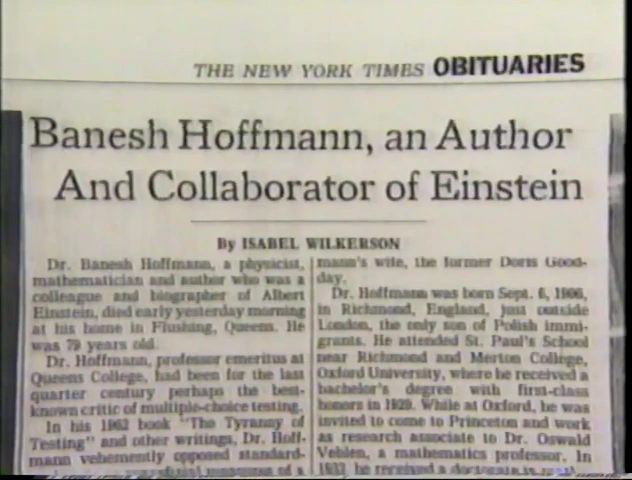 THE NEW YORK TIMES OBITUARIES
Banesh Hoffmann, an Author
And Collaborator of Einstein
By ISABEL WILKERSON
Dr. Banesh Hoffmann, a physicist,
mathematician and author who was a
colleague and biographer of Albert
Einstein, died early yesterday morning
at his home in Flushing, Queens. He
was 79 years old.
Dr. Hoffmann, professor emeritus at
Queens College, had been for the last
quarter century perhaps the best-
known critic of multiple-choice testing.
In his 1962 book "The Tyranny of
Testing" and other writings, Dr. Hoff-
mann vehemently opposed standard-
mann's wife, the former Doris Good-
day.
Dr. Hoffmann was born Sept. 6, 1906,
in Richmond, England, just outside
London, the only son of Polish immi-
grants. He attended St. Paul's School
near Richmond and Merton College,
Oxford University, where he received a
bachelor's degree with first-class
honors in 1929. While at Oxford, he was
invited to come to Princeton and work
as research associate to Dr. Oswald
Veblen, a mathematics professor. In
he received a doctorate in